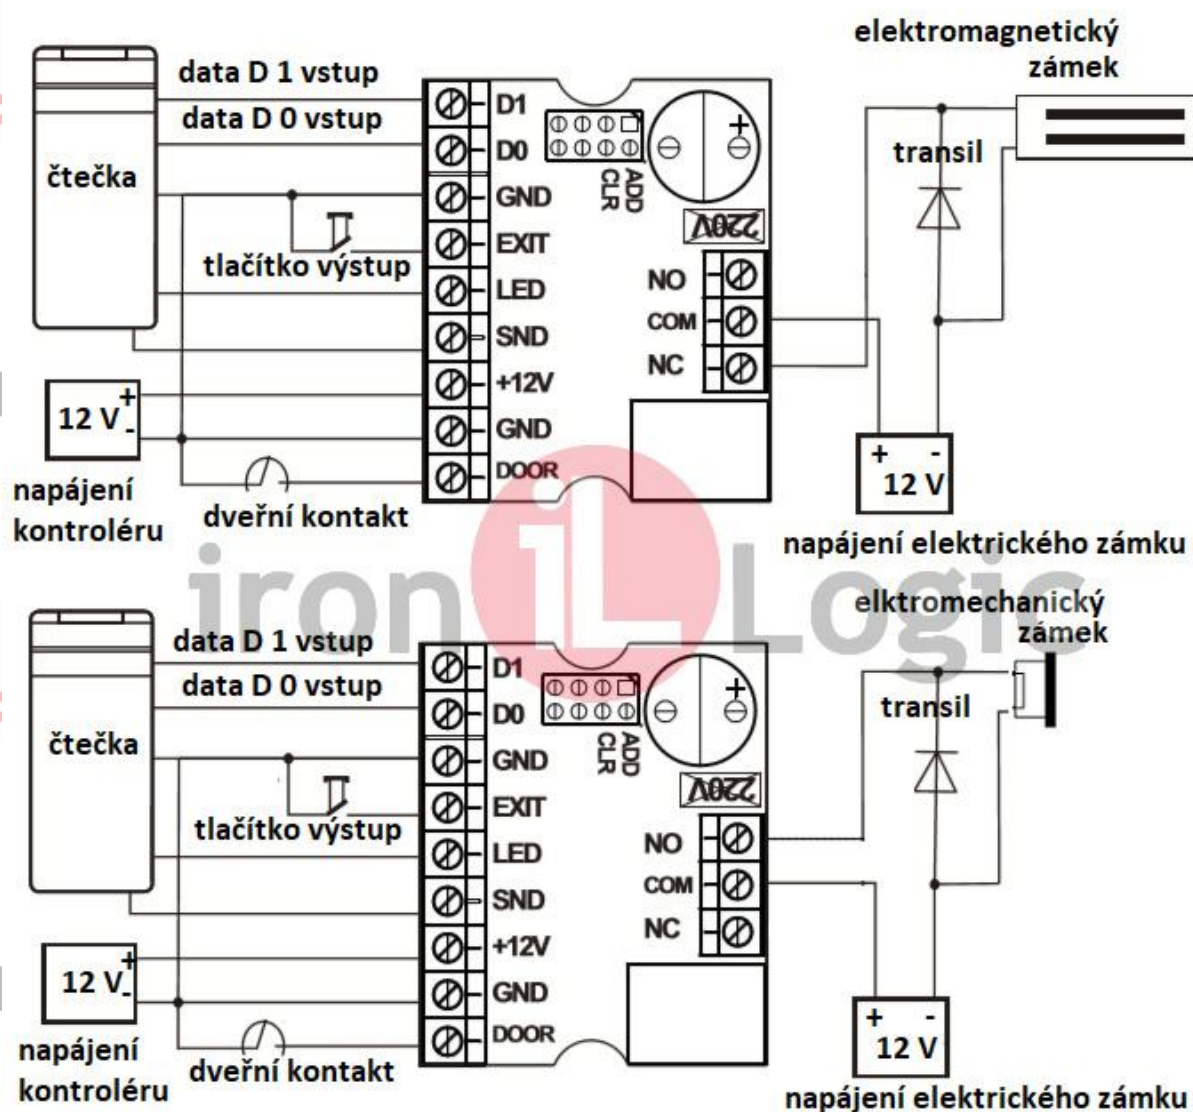 elektromagnetický
zámek
data D 1 vstup
data D 0 vstup
čtečka
tlačítko výstup
D1
D0
GND
EXIT
LED
SND
+12V
GND
DOOR
ADD
CLR
+
220V
NO
COM
NC
transil
12 V
+
-
napájení
kontroléru
dveřní kontakt
+ -
12 V
napájení elektrického zámku
iron iL Logic
elktromechanický
zámek
data D 1 vstup
data D 0 vstup
čtečka
tlačítko výstup
D1
D0
GND
EXIT
LED
SND
+12V
GND
DOOR
ADD
CLR
+
220V
NO
COM
NC
transil
12 V
+
-
napájení
kontroléru
dveřní kontakt
+ -
12 V
napájení elektrického zámku